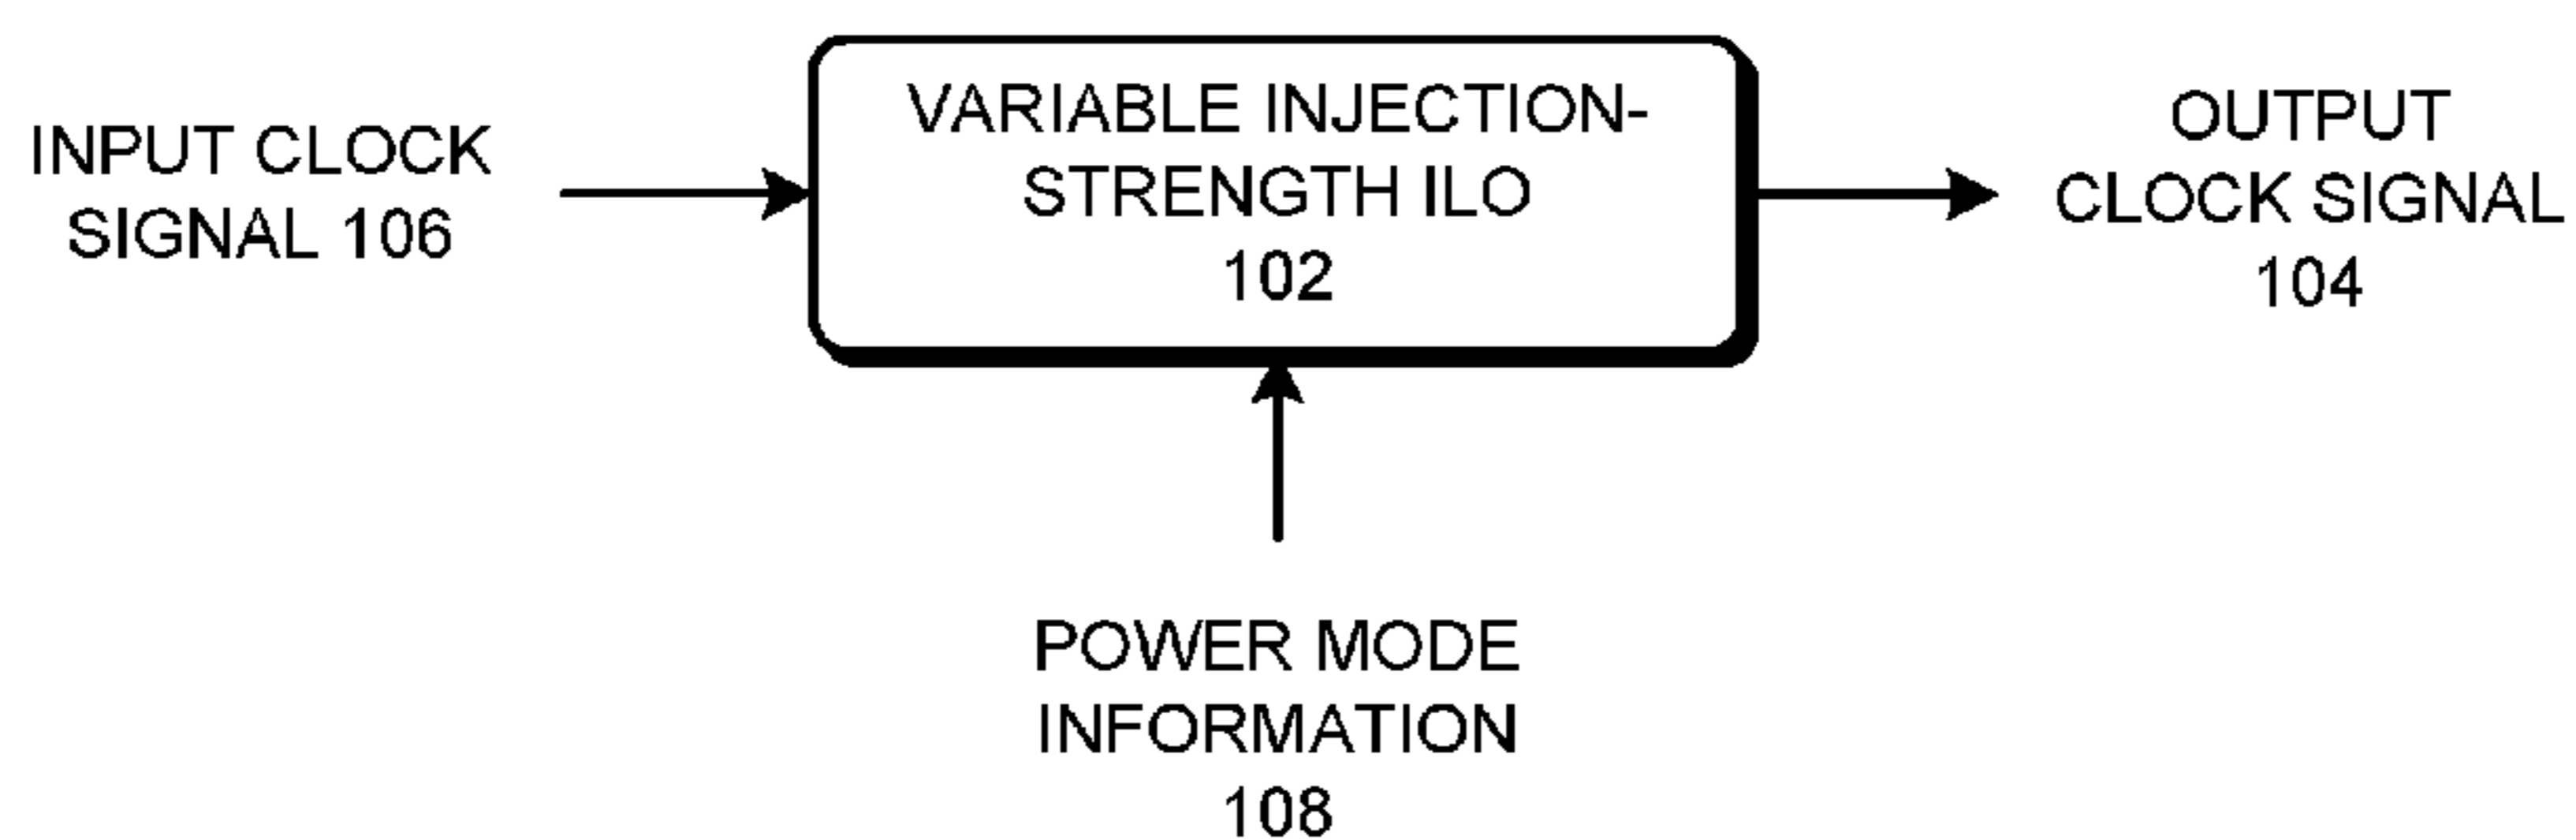 INPUT CLOCK
SIGNAL 106
VARIABLE INJECTION-
STRENGTH ILO
102
OUTPUT
CLOCK SIGNAL
104
POWER MODE
INFORMATION
108